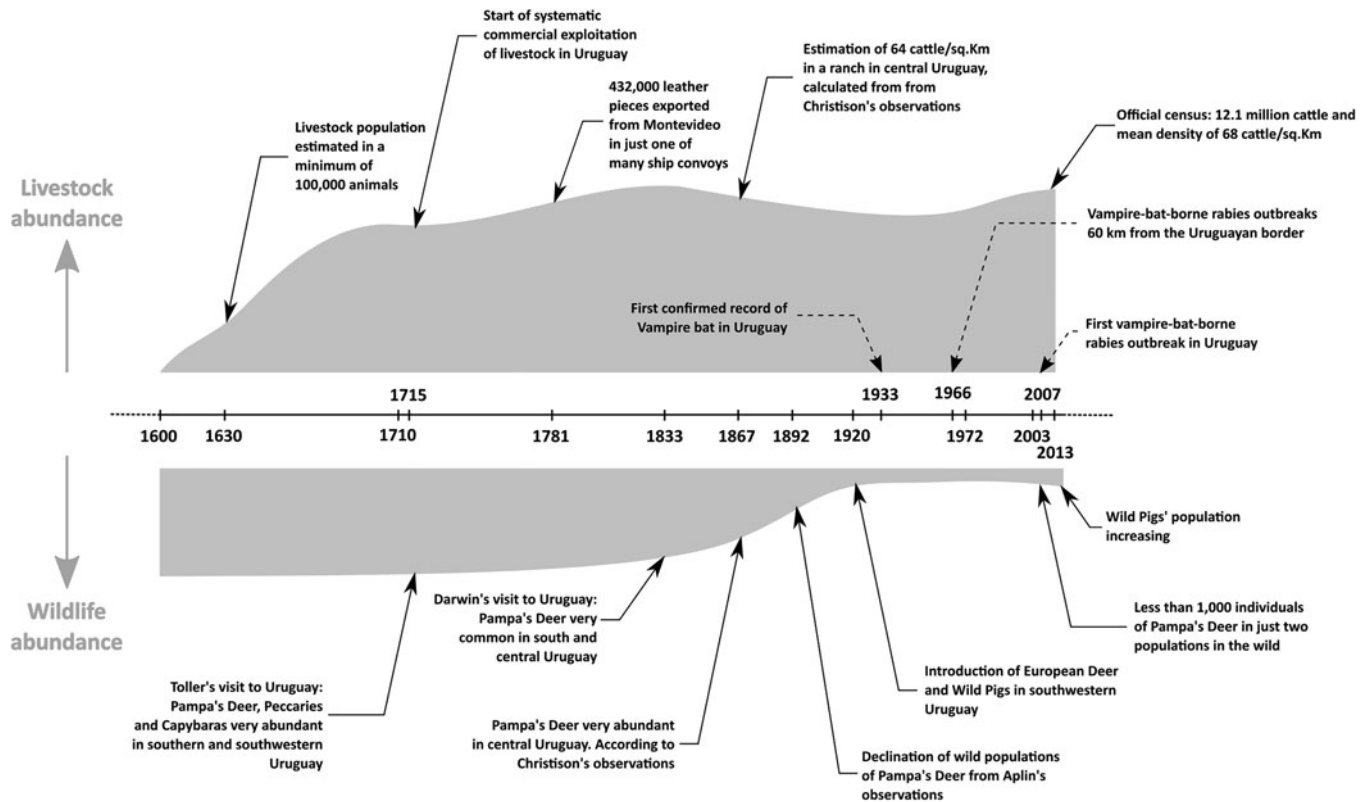 Start of systematic
commercial exploitation
of livestock in Uruguay
Estimation of 64 cattle/sq.Km
in a ranch in central Uruguay,
calculated from from
Christison's observations
432,000 leather
pieces exported
from Montevideo
in just one of
many ship convoys
Official census: 12.1 million cattle and
mean density of 68 cattle/sq.Km
Livestock population
estimated in a
minimum of
100,000 animals
Livestock
abundance
Vampire-bat-borne rabies outbreaks
60 km from the Uruguayan border
First confirmed record of
Vampire bat in Uruguay
First vampire-bat-borne
rabies outbreak in Uruguay
1715
1933
1966
2007
1600
1630
1710
1781
1833
1867
1892
1920
1972
2003
2013
Wildlife
abundance
Wild Pigs' population
increasing
Darwin's visit to Uruguay:
Pampa's Deer very
common in south and
central Uruguay
Less than 1,000 individuals
of Pampa's Deer in just two
populations in the wild
Introduction of European Deer
and Wild Pigs in southwestern
Uruguay
Toller's visit to Uruguay:
Pampa's Deer, Peccaries
and Capybaras very abundant
in southern and southwestern
Uruguay
Pampa's Deer very abundant
in central Uruguay. According to
Christison's observations
Declination of wild populations
of Pampa's Deer from Aplin's
observations